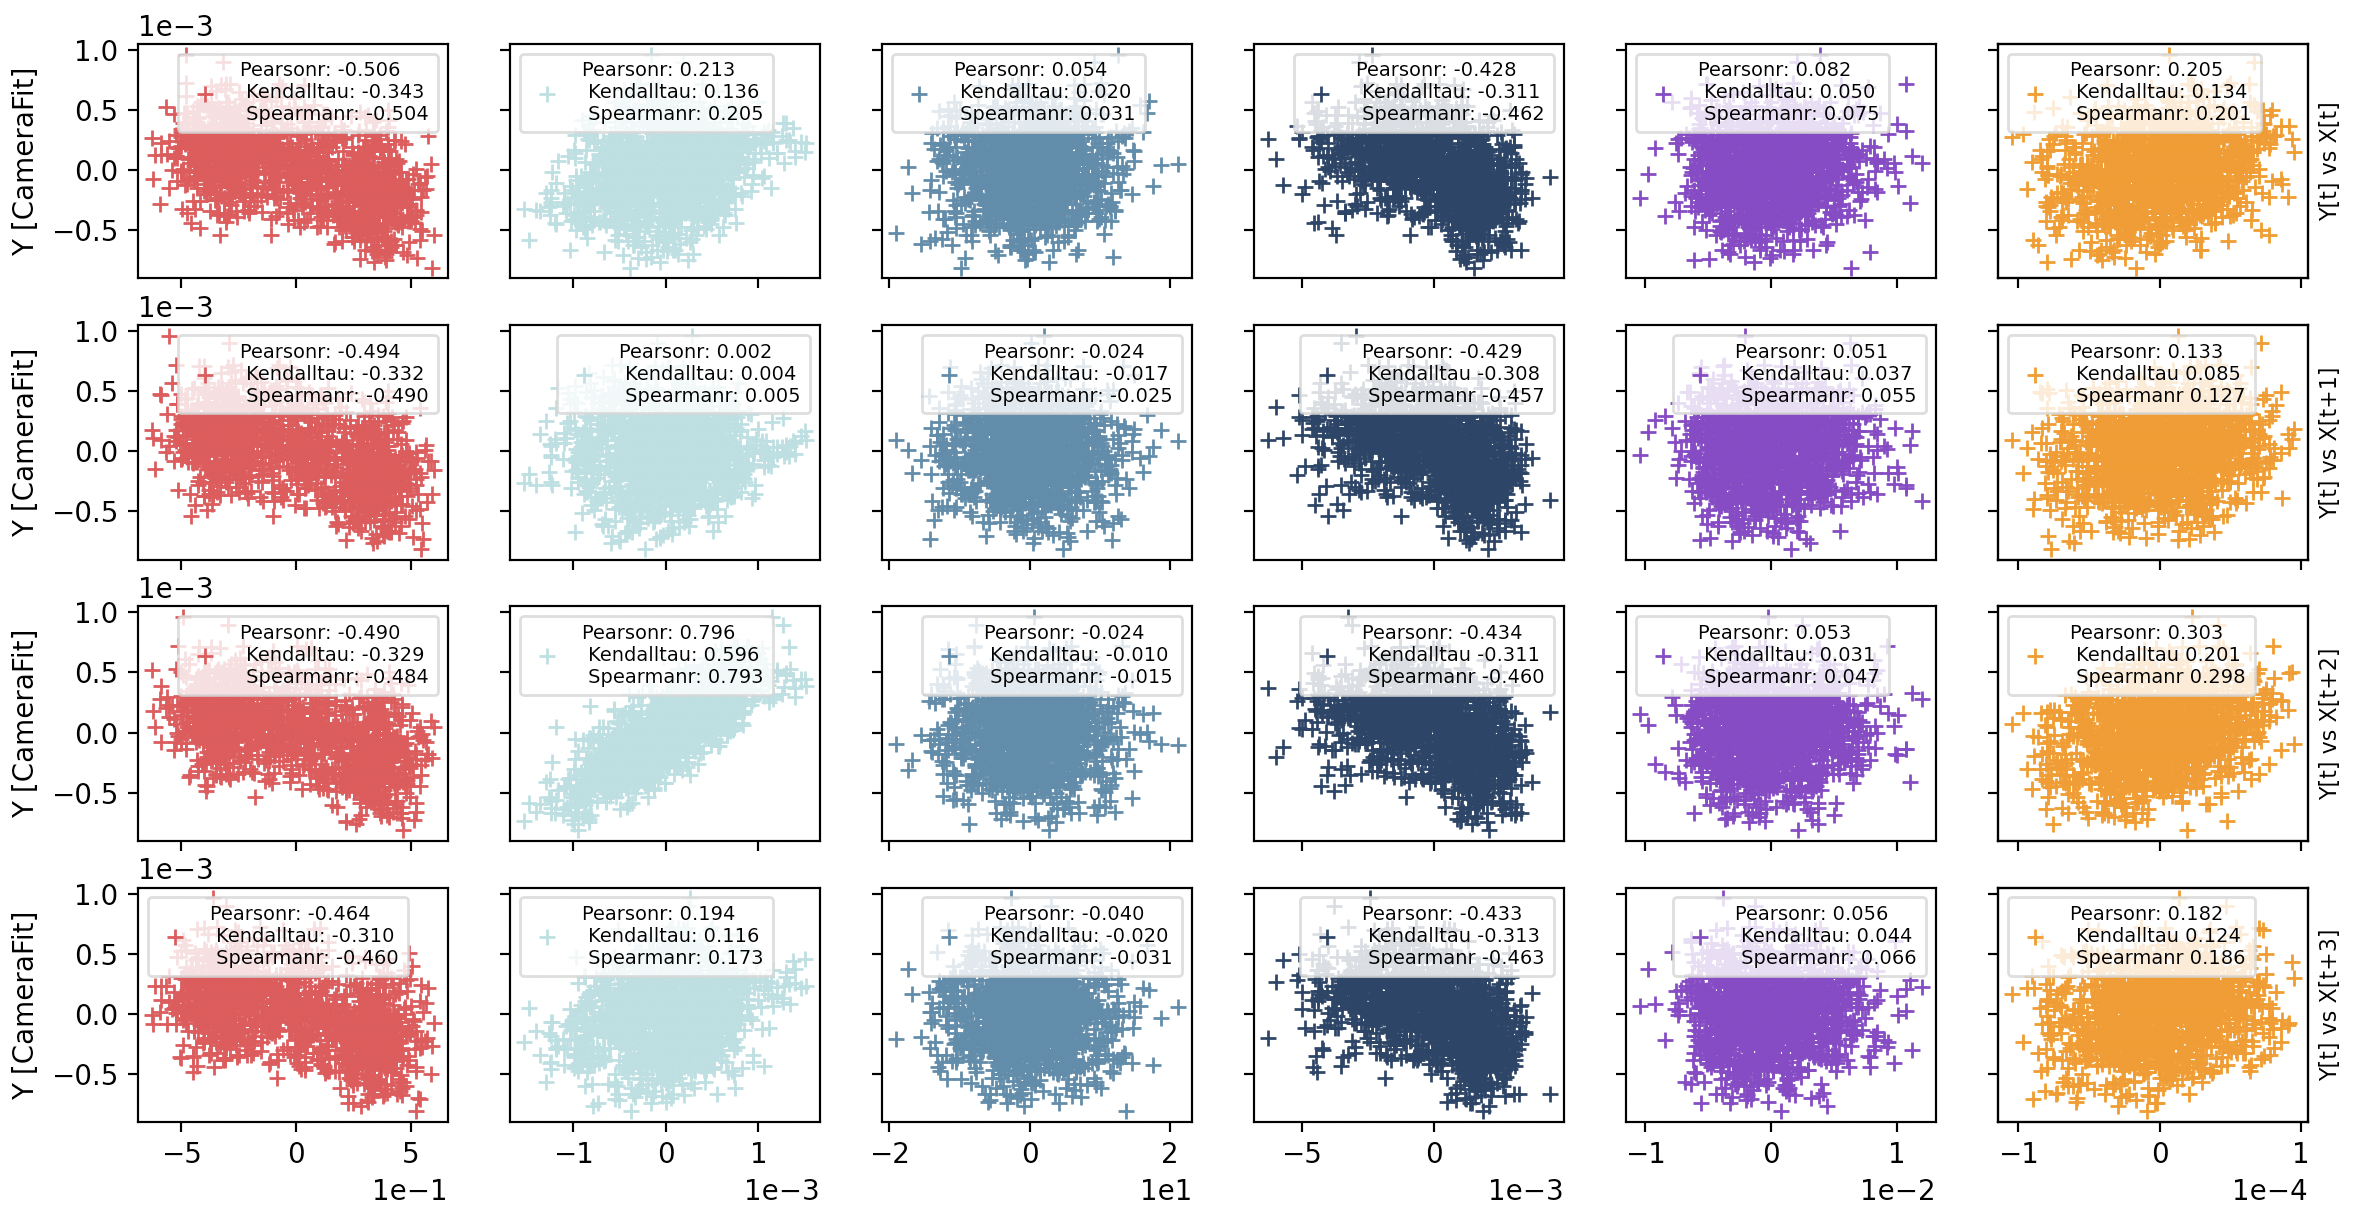 1e−3
Y [CameraFit]
1.0
0.5
0.0
−0.5
Pearsonr: -0.506
Kendalltau: -0.343
Spearmanr: -0.504
Pearsonr: 0.213
Kendalltau: 0.136
Spearmanr: 0.205
Pearsonr: 0.054
Kendalltau: 0.020
Spearmanr: 0.031
Pearsonr: -0.428
Kendalltau: -0.311
Spearmanr: -0.462
Pearsonr: 0.082
Kendalltau: 0.050
Spearmanr: 0.075
Pearsonr: 0.205
Kendalltau: 0.134
Spearmanr: 0.201
Y[t] vs X[t]
1e−3
Y [CameraFit]
1.0
0.5
0.0
−0.5
Pearsonr: -0.494
Kendalltau: -0.332
Spearmanr: -0.490
Pearsonr: 0.002
Kendalltau: 0.004
Spearmanr: 0.005
Pearsonr: -0.024
Kendalltau: -0.017
Spearmanr: -0.025
Pearsonr: -0.429
Kendalltau -0.308
Spearmanr -0.457
Pearsonr: 0.051
Kendalltau: 0.037
Spearmanr: 0.055
Pearsonr: 0.133
Kendalltau 0.085
Spearmanr 0.127
Y[t] vs X[t+1]
1e−3
Y [CameraFit]
1.0
0.5
0.0
−0.5
Pearsonr: -0.490
Kendalltau: -0.329
Spearmanr: -0.484
Pearsonr: 0.796
Kendalltau: 0.596
Spearmanr: 0.793
Pearsonr: -0.024
Kendalltau: -0.010
Spearmanr: -0.015
Pearsonr: -0.434
Kendalltau -0.311
Spearmanr -0.460
Pearsonr: 0.053
Kendalltau: 0.031
Spearmanr: 0.047
Pearsonr: 0.303
Kendalltau 0.201
Spearmanr 0.298
Y[t] vs X[t+2]
1e−3
Y [CameraFit]
1.0
0.5
0.0
−0.5
Pearsonr: -0.464
Kendalltau: -0.310
Spearmanr: -0.460
Pearsonr: 0.194
Kendalltau: 0.116
Spearmanr: 0.173
Pearsonr: -0.040
Kendalltau: -0.020
Spearmanr: -0.031
Pearsonr: -0.433
Kendalltau -0.313
Spearmanr -0.463
Pearsonr: 0.056
Kendalltau: 0.044
Spearmanr: 0.066
Pearsonr: 0.182
Kendalltau 0.124
Spearmanr 0.186
Y[t] vs X[t+3]
−5 0 5
1e−1
−1 0 1
1e−3
−2 0 2
1e1
−5 0
1e−3
−1 0 1
1e−2
−1 0 1
1e−4